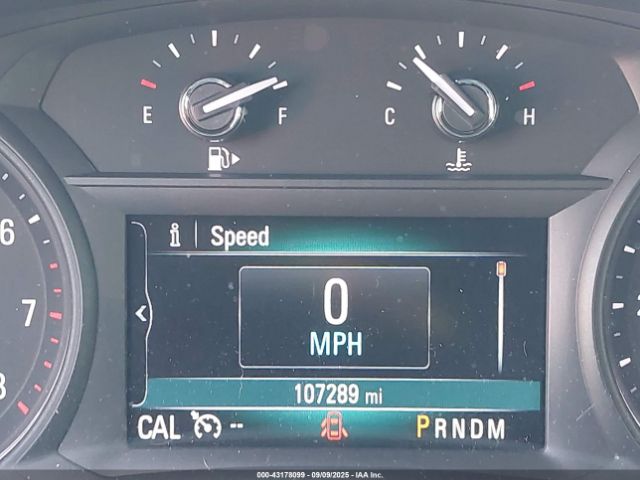 E F C H
6
7
8
i Speed
0
MPH
107289 mi
CAL -- PRNDM
000-43178099 - 09/09/2025 - © IAA Inc.